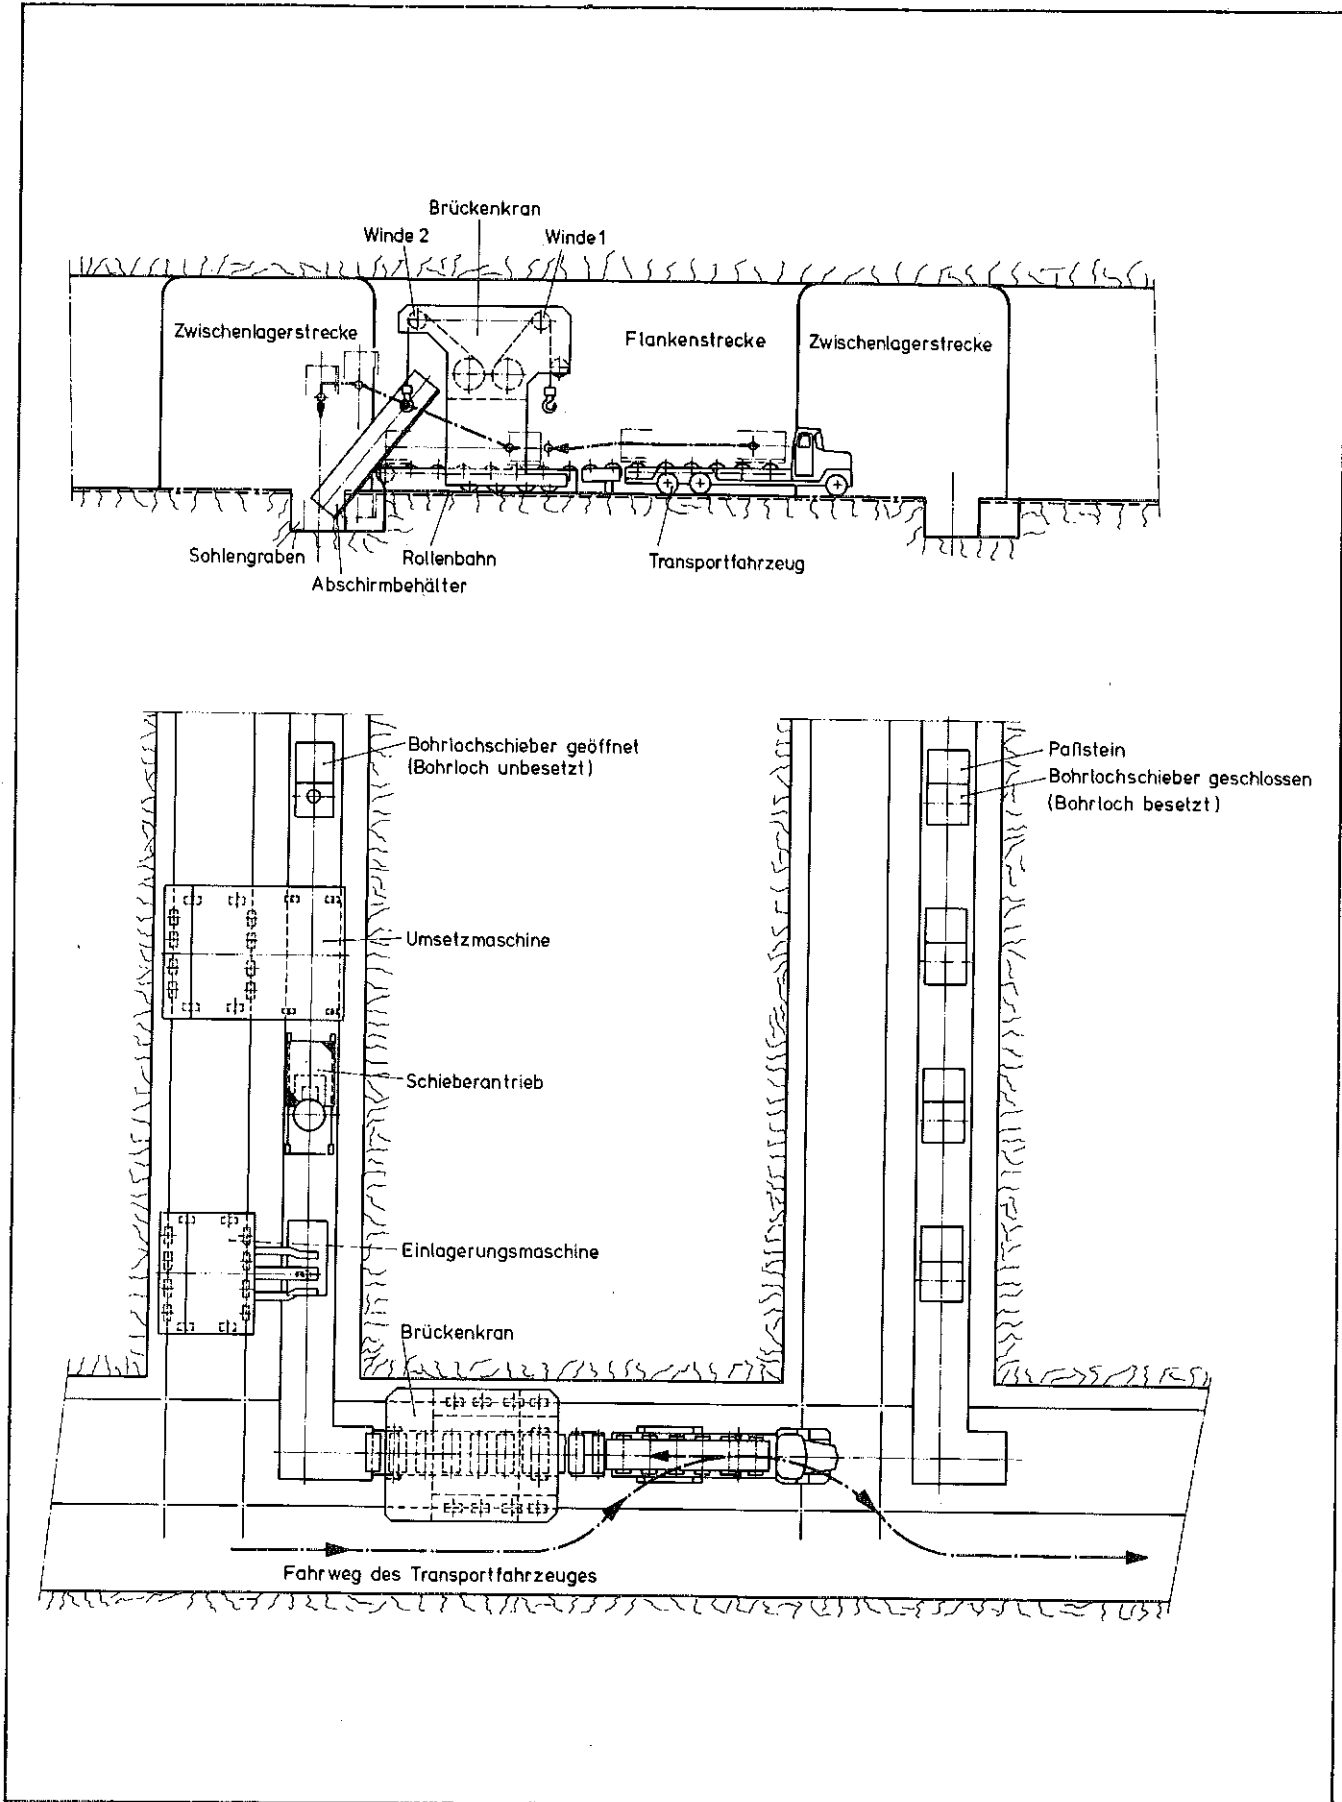 Brückenkran
Winde 2
Winde 1
Zwischenlagerstrecke
Flankenstrecke
Zwischenlagerstrecke
Sohlengraben
Rollenbahn
Transportfahrzeug
Abschirmbehälter
Bohrlochschieber geöffnet
(Bohrloch unbesetzt)
Paßstein
Bohrlochschieber geschlossen
(Bohrloch besetzt)
Umsetzmaschine
Schieberantrieb
Einlagerungsmaschine
Brückenkran
Fahrweg des Transportfahrzeuges